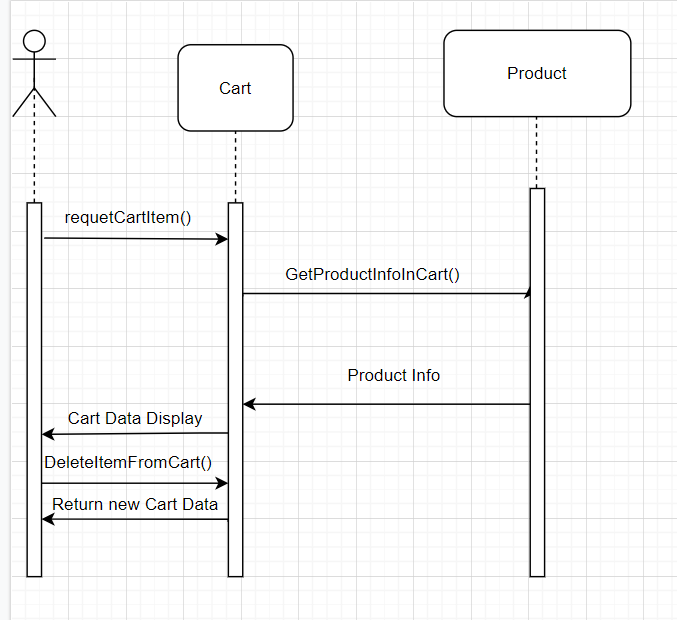 Cart
Product
requetCartItem()
GetProductInfoInCart()
Product Info
Cart Data Display
DeleteItemFromCart()
Return new Cart Data